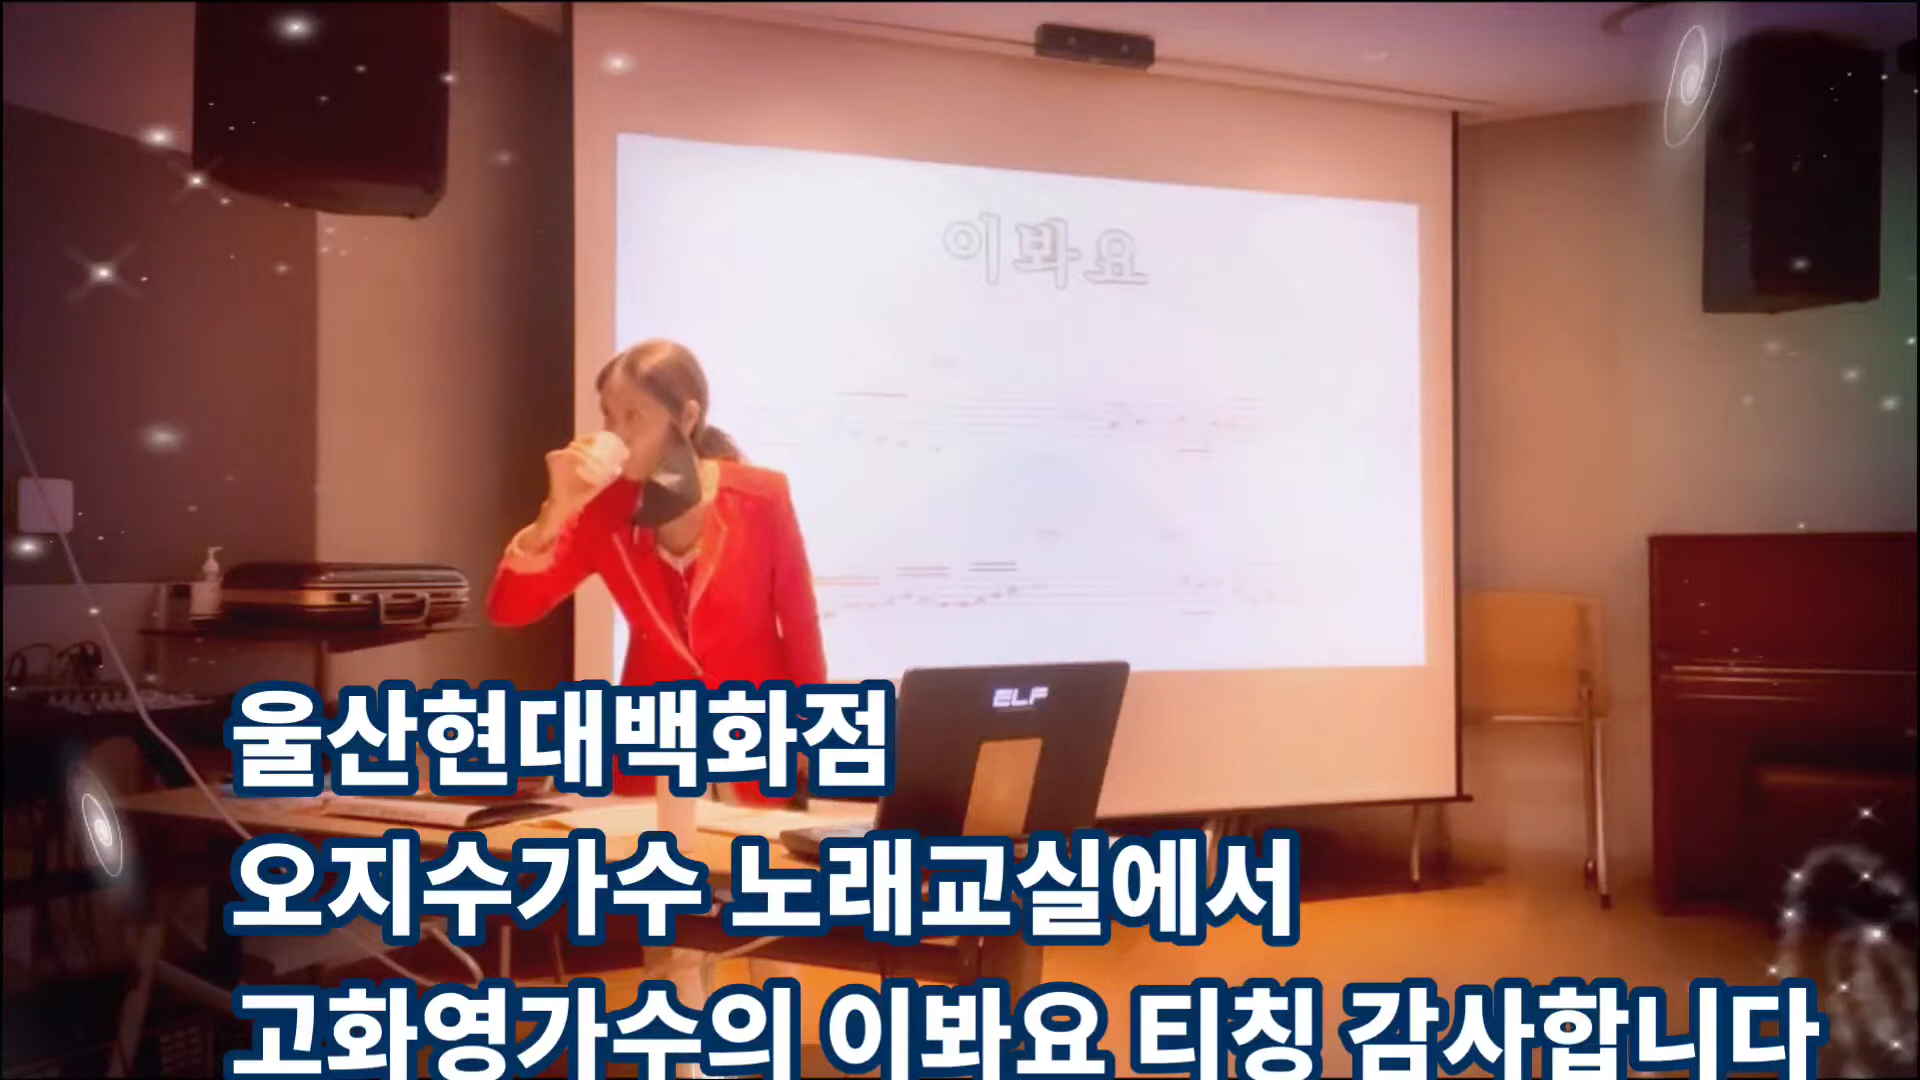 이봐요
ELF
울산현대백화점
오지수가수 노래교실에서
고화영가수의 이봐요 티칭 감사합니다